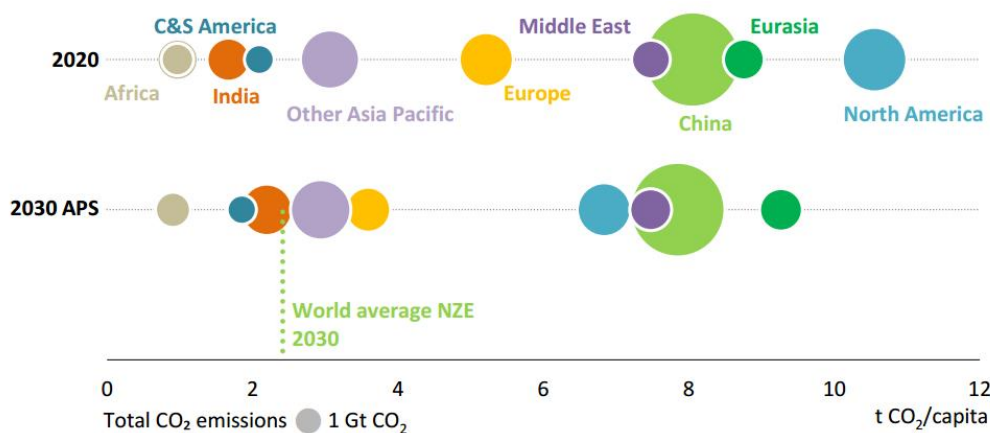 C&S America
Middle East
Eurasia
2020
Africa
India
Other Asia Pacific
Europe
China
North America
2030 APS
World average NZE
2030
0 2 4 6 8 10 12
Total CO₂ emissions 1 Gt CO₂
t CO₂/capita